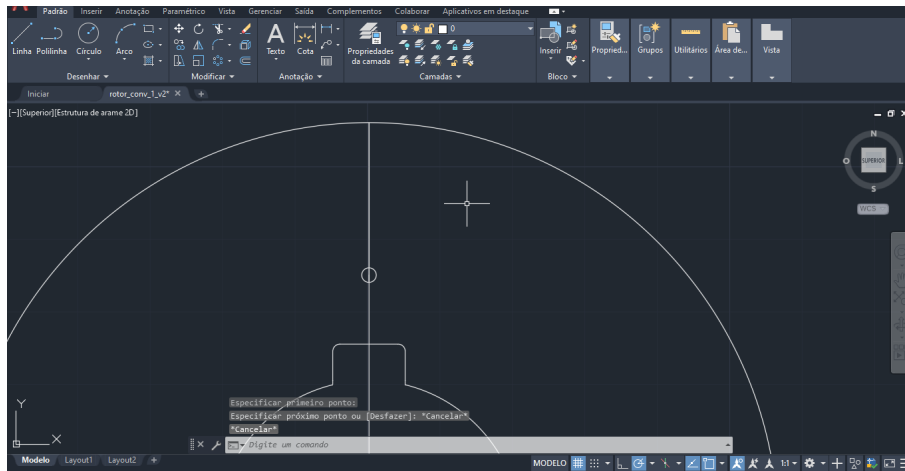 Padrão Inserir Anotação Paramétrico Vista Gerenciar Saída Complementos Colaborar Aplicativos em destaque
Linha Polilinha Círculo Arco Texto Cota Propriedades da camada 0 Inserir Propried... Grupos Utilitários Área de... Vista
Desenhar Modificar Anotação Camadas Bloco
Iniciar rotor_conv_1_v2* × +
[−][Superior][Estrutura de arame 2D]
N
O SUPERIOR L
S
WCS
Especificar primeiro ponto:
Especificar próximo ponto ou [Desfazer]: *Cancelar*
*Cancelar*
Y
X
Digite um comando
Modelo Layout1 Layout2 + MODELO 1:1